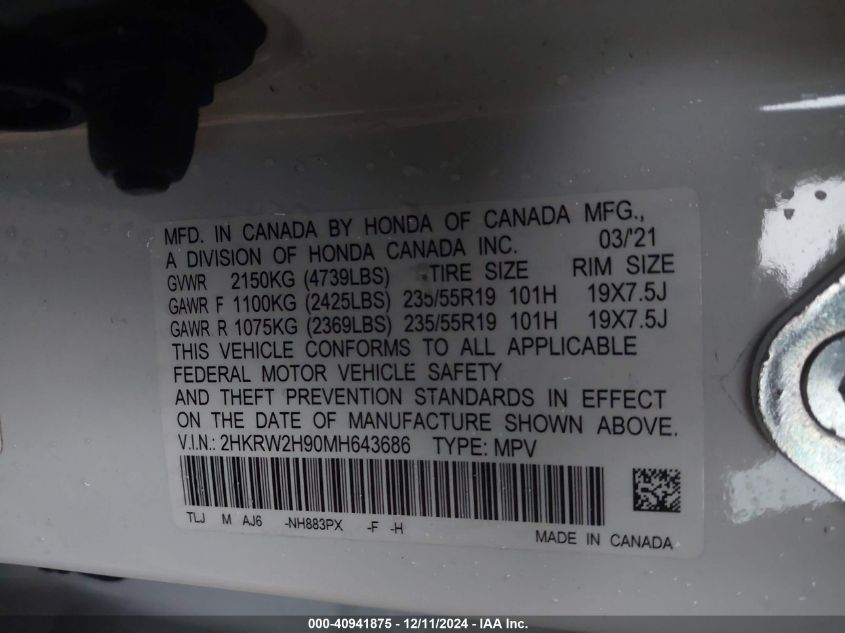 MFD. IN CANADA BY HONDA OF CANADA MFG.,
A DIVISION OF HONDA CANADA INC. 03/'21
GVWR 2150KG (4739LBS) TIRE SIZE RIM SIZE
GAWR F 1100KG (2425LBS) 235/55R19 101H 19X7.5J
GAWR R 1075KG (2369LBS) 235/55R19 101H 19X7.5J
THIS VEHICLE CONFORMS TO ALL APPLICABLE
FEDERAL MOTOR VEHICLE SAFETY
AND THEFT PREVENTION STANDARDS IN EFFECT
ON THE DATE OF MANUFACTURE SHOWN ABOVE.
V.I.N.: 2HKRW2H90MH643686 TYPE: MPV
TLJ M AJ6 -NH883PX -F -H
MADE IN CANADA
000-40941875 - 12/11/2024 - IAA Inc.